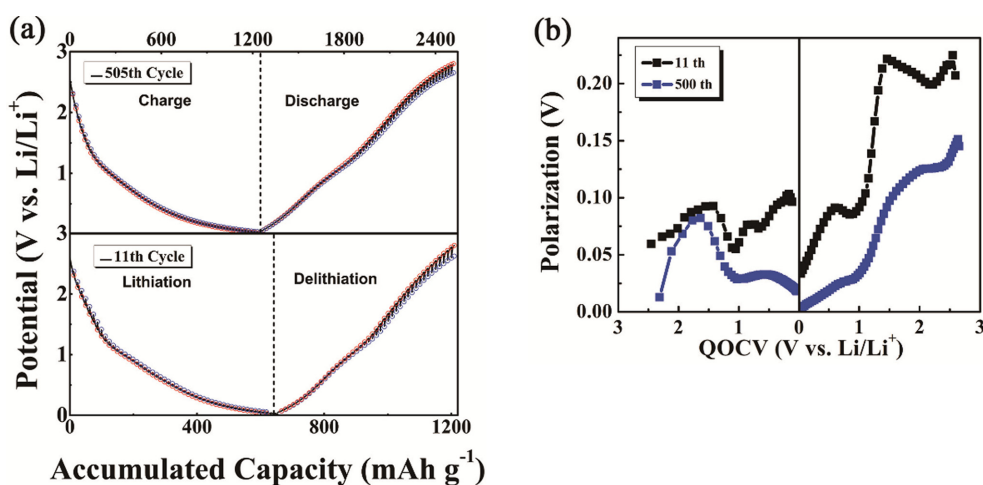 (a)
0 600 1200 1800 2400
3
505th Cycle
Charge Discharge
2
1
3
11th Cycle
Lithiation Delithiation
2
1
0
0 400 800 1200
Potential (V vs. Li/Li⁺)
Accumulated Capacity (mAh g⁻¹)
(b)
11 th
500 th
0.20
0.15
0.10
0.05
0.00
Polarization (V)
3 2 1 0 1 2 3
QOCV (V vs. Li/Li⁺)